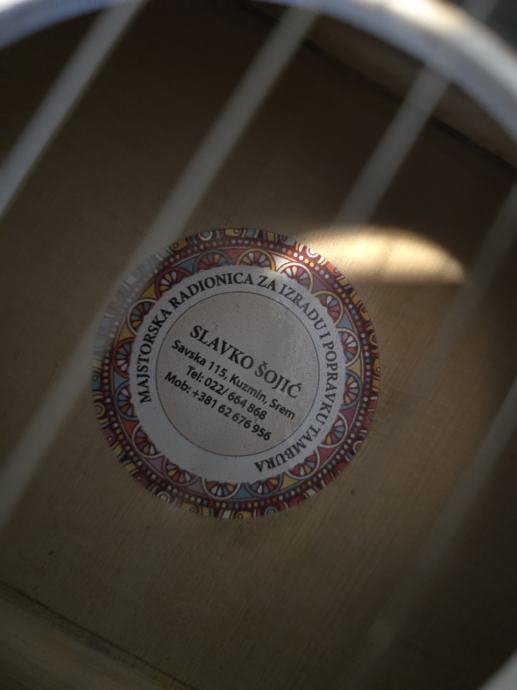 MAJSTORSKA RADIONICA ZA IZRADU I POPRAVKU TAMBURA
SLAVKO ŠOJIĆ
Savska 115, Kuzmin, Srem
Tel: 022/ 664 868
Mob: +381 62 676 956